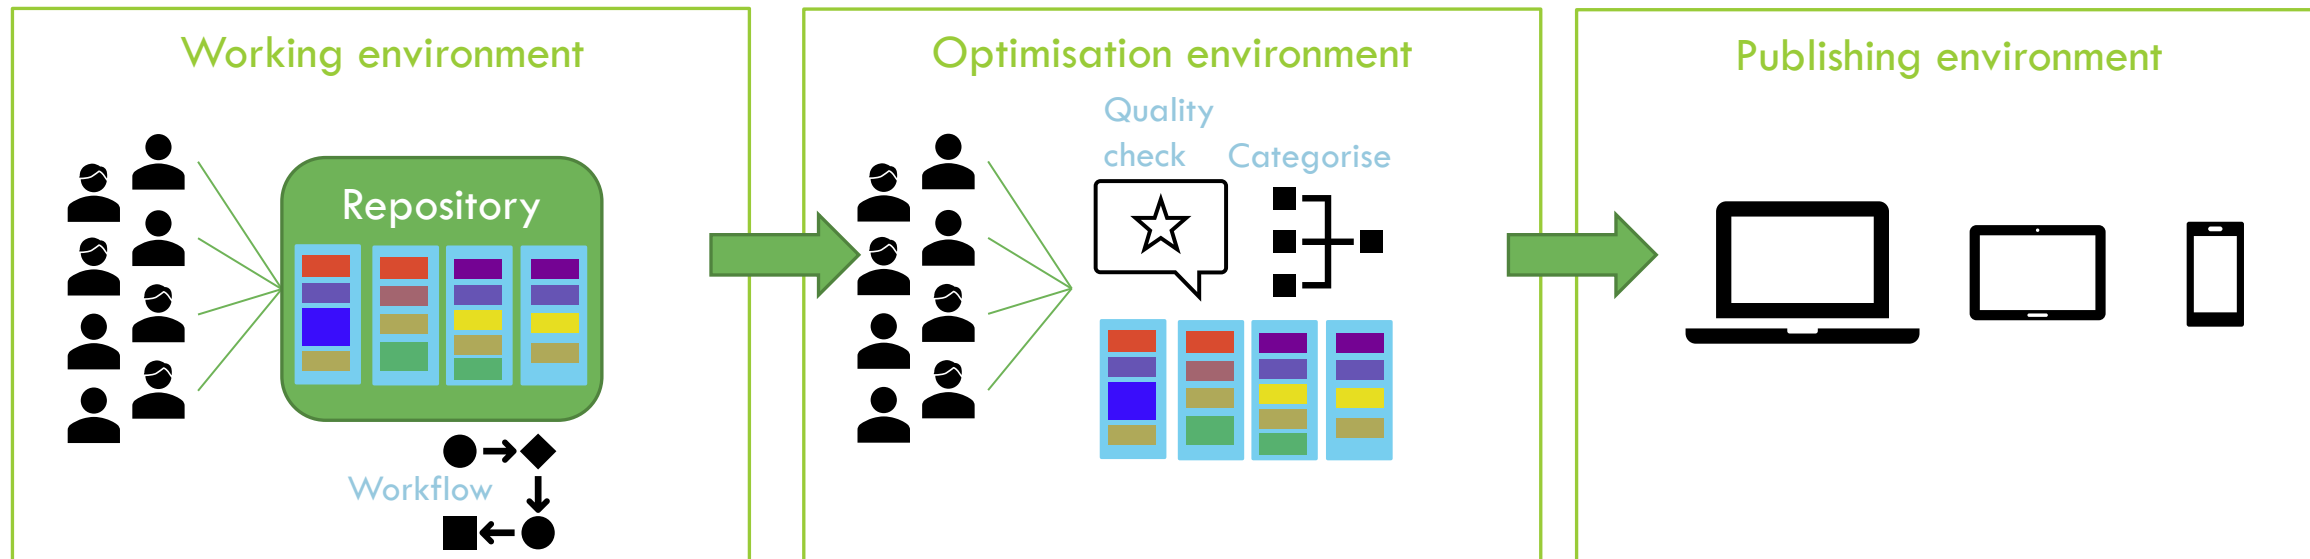 Working environment
Repository
Workflow
Optimisation environment
Quality
check
Categorise
Publishing environment